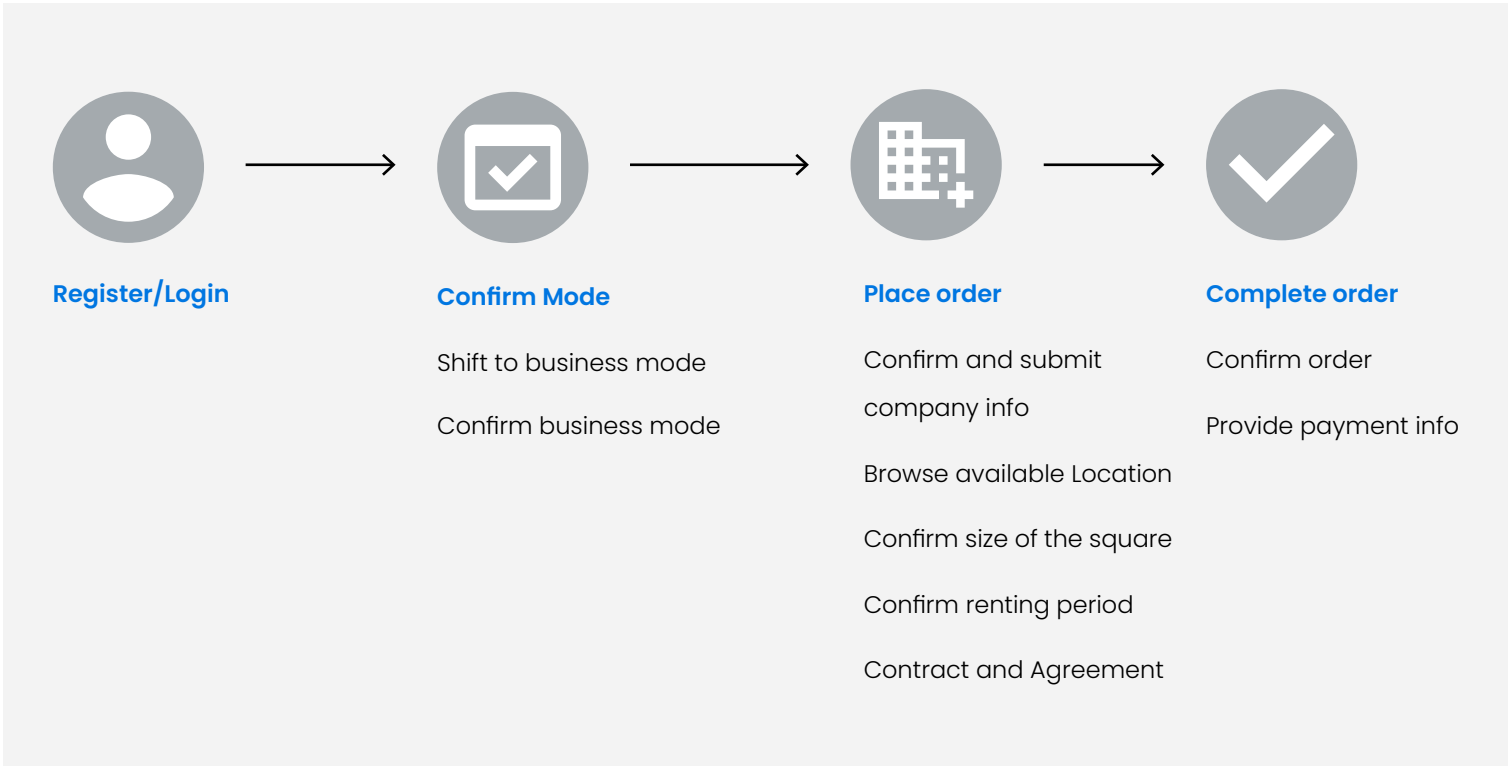 Register/Login
Confirm Mode
Shift to business mode
Confirm business mode
Place order
Confirm and submit
company info
Browse available Location
Confirm size of the square
Confirm renting period
Contract and Agreement
Complete order
Confirm order
Provide payment info